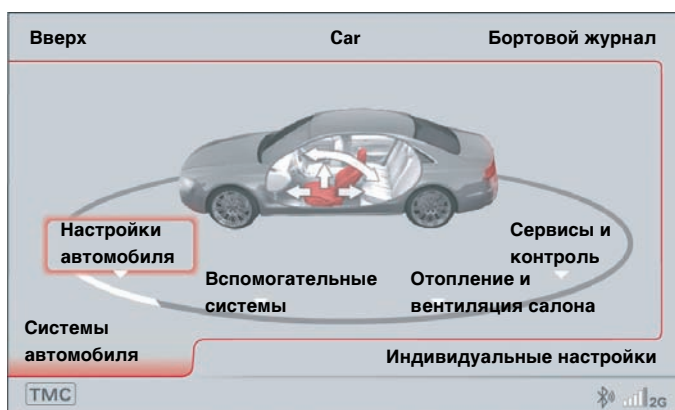 Вверх Car Бортовой журнал
Настройки
автомобиля
Сервисы и
контроль
Вспомогательные
системы
Отопление и
вентиляция салона
Системы
автомобиля
Индивидуальные настройки
TMC 2G